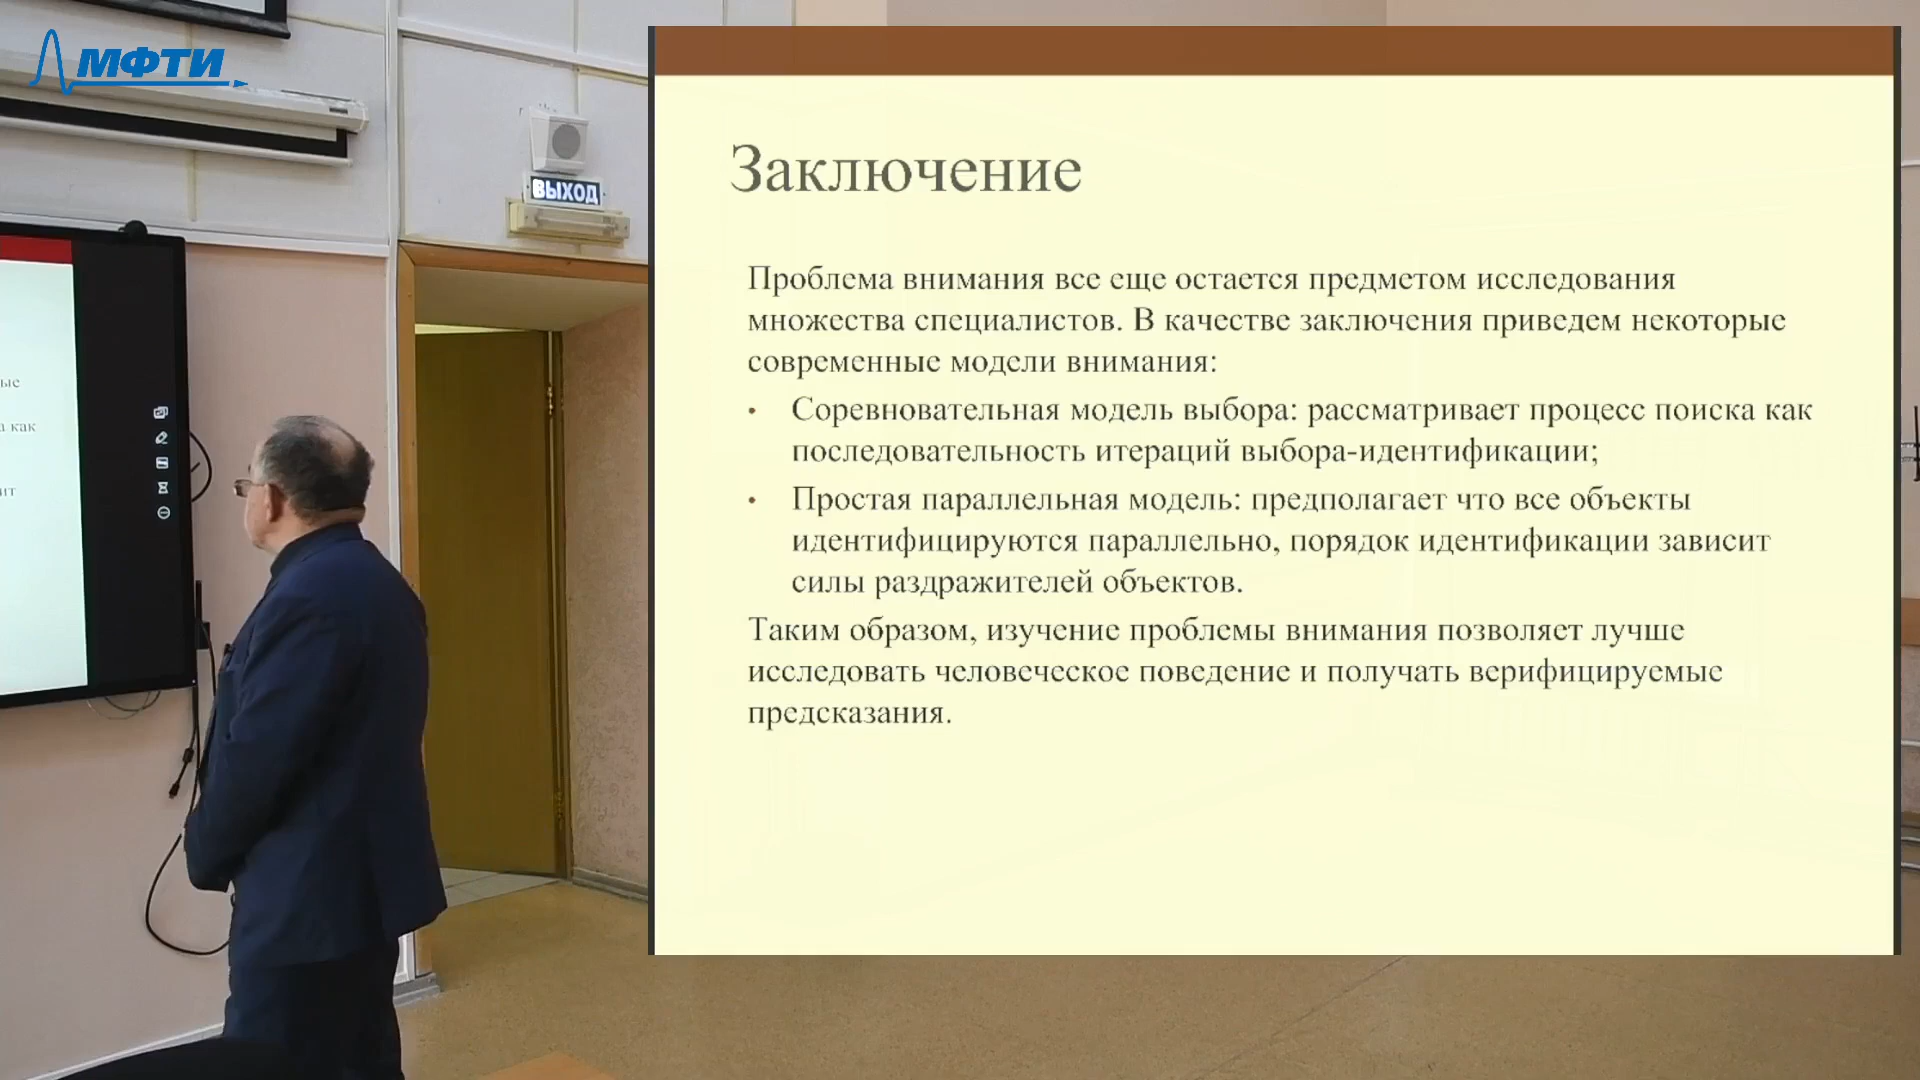 МФТИ
ВЫХОД
ые
а как
ит
Заключение
Проблема внимания все еще остается предметом исследования
множества специалистов. В качестве заключения приведем некоторые
современные модели внимания:
• Соревновательная модель выбора: рассматривает процесс поиска как
последовательность итераций выбора-идентификации;
• Простая параллельная модель: предполагает что все объекты
идентифицируются параллельно, порядок идентификации зависит
силы раздражителей объектов.
Таким образом, изучение проблемы внимания позволяет лучше
исследовать человеческое поведение и получать верифицируемые
предсказания.